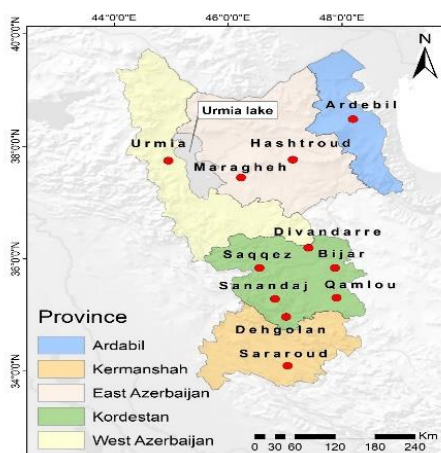 44°0'0"E 46°0'0"E 48°0'0"E
40°0'0"N
N
Ardebil
Urmia lake
Urmia
Hashtroud
38°0'0"N
Maragheh
Divandarre
Saqqez Bijar
36°0'0"N
Sanandaj Qamlou
Dehgolan
Sararoud
34°0'0"N
Province
Ardabil
Kermanshah
East Azerbaijan
Kordestan
West Azerbaijan
Km
0 30 60 120 180 240